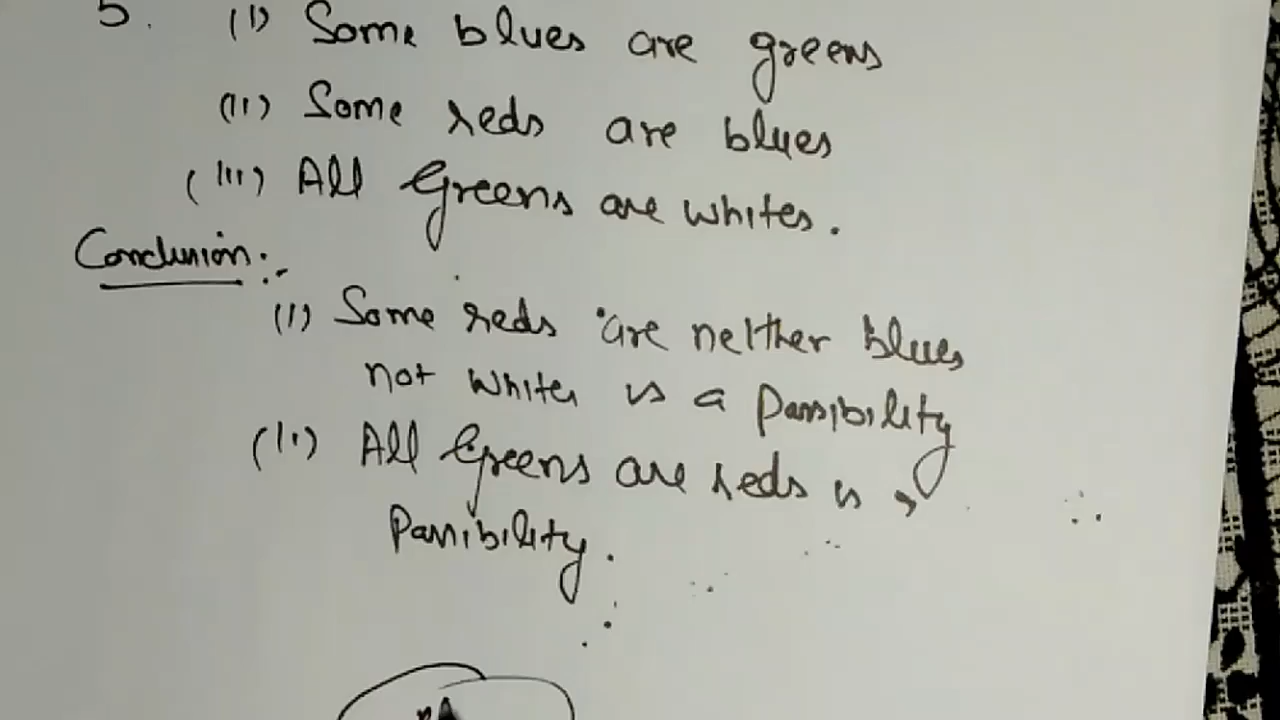 5. (i) Some blues are greens
(ii) Some reds are blues
(iii) All Greens are whites.
Conclusion:-
(i) Some reds are neither blues
not whites is a Possibility
(ii) All Greens are reds is a
Possibility.